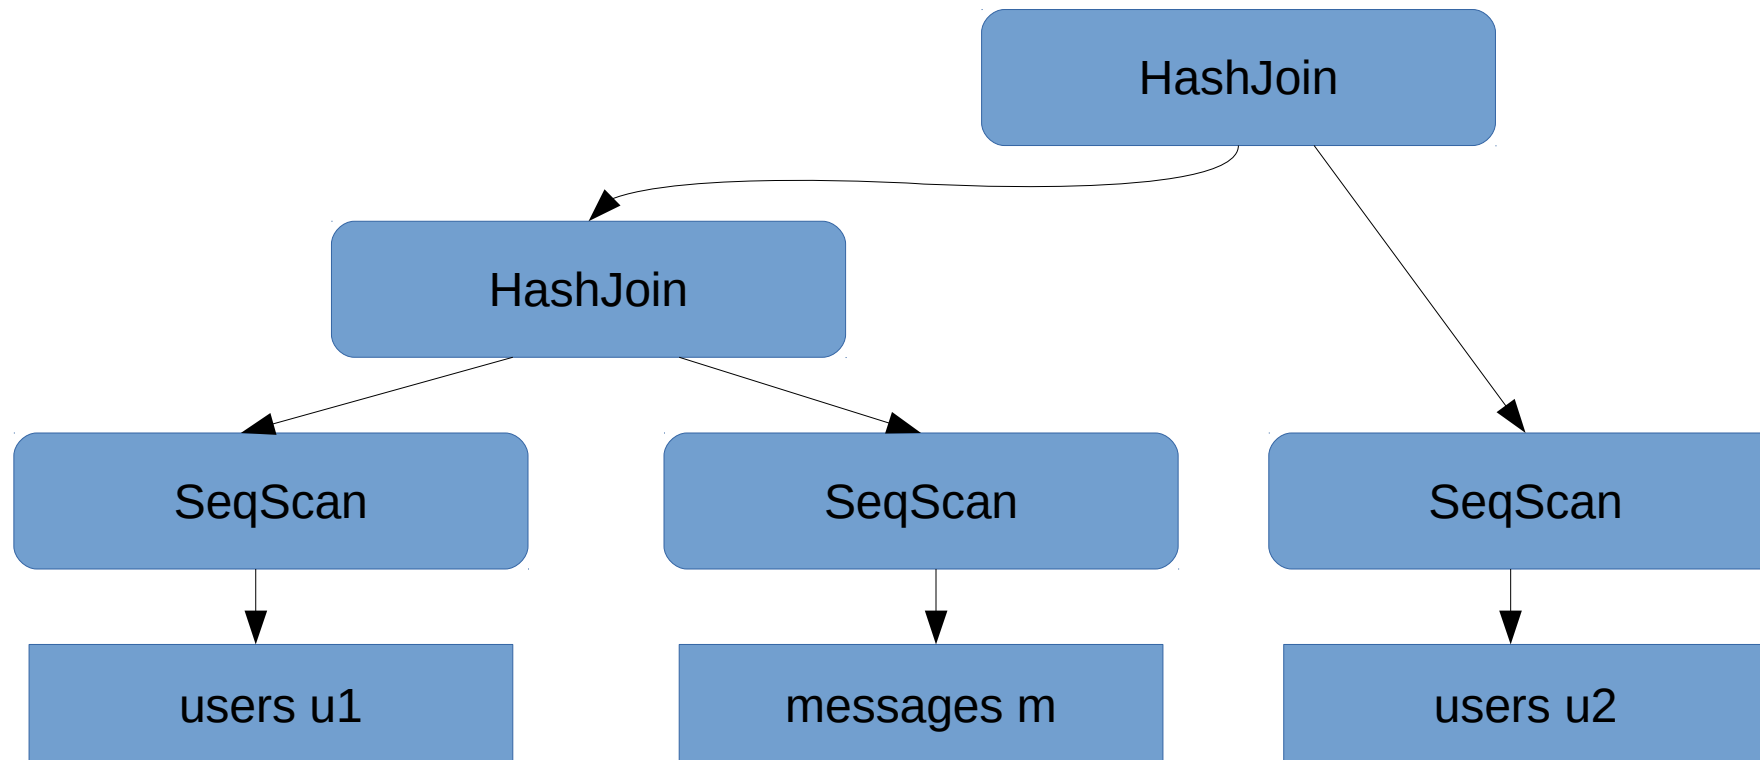 HashJoin
HashJoin
SeqScan
SeqScan
SeqScan
users u1
messages m
users u2